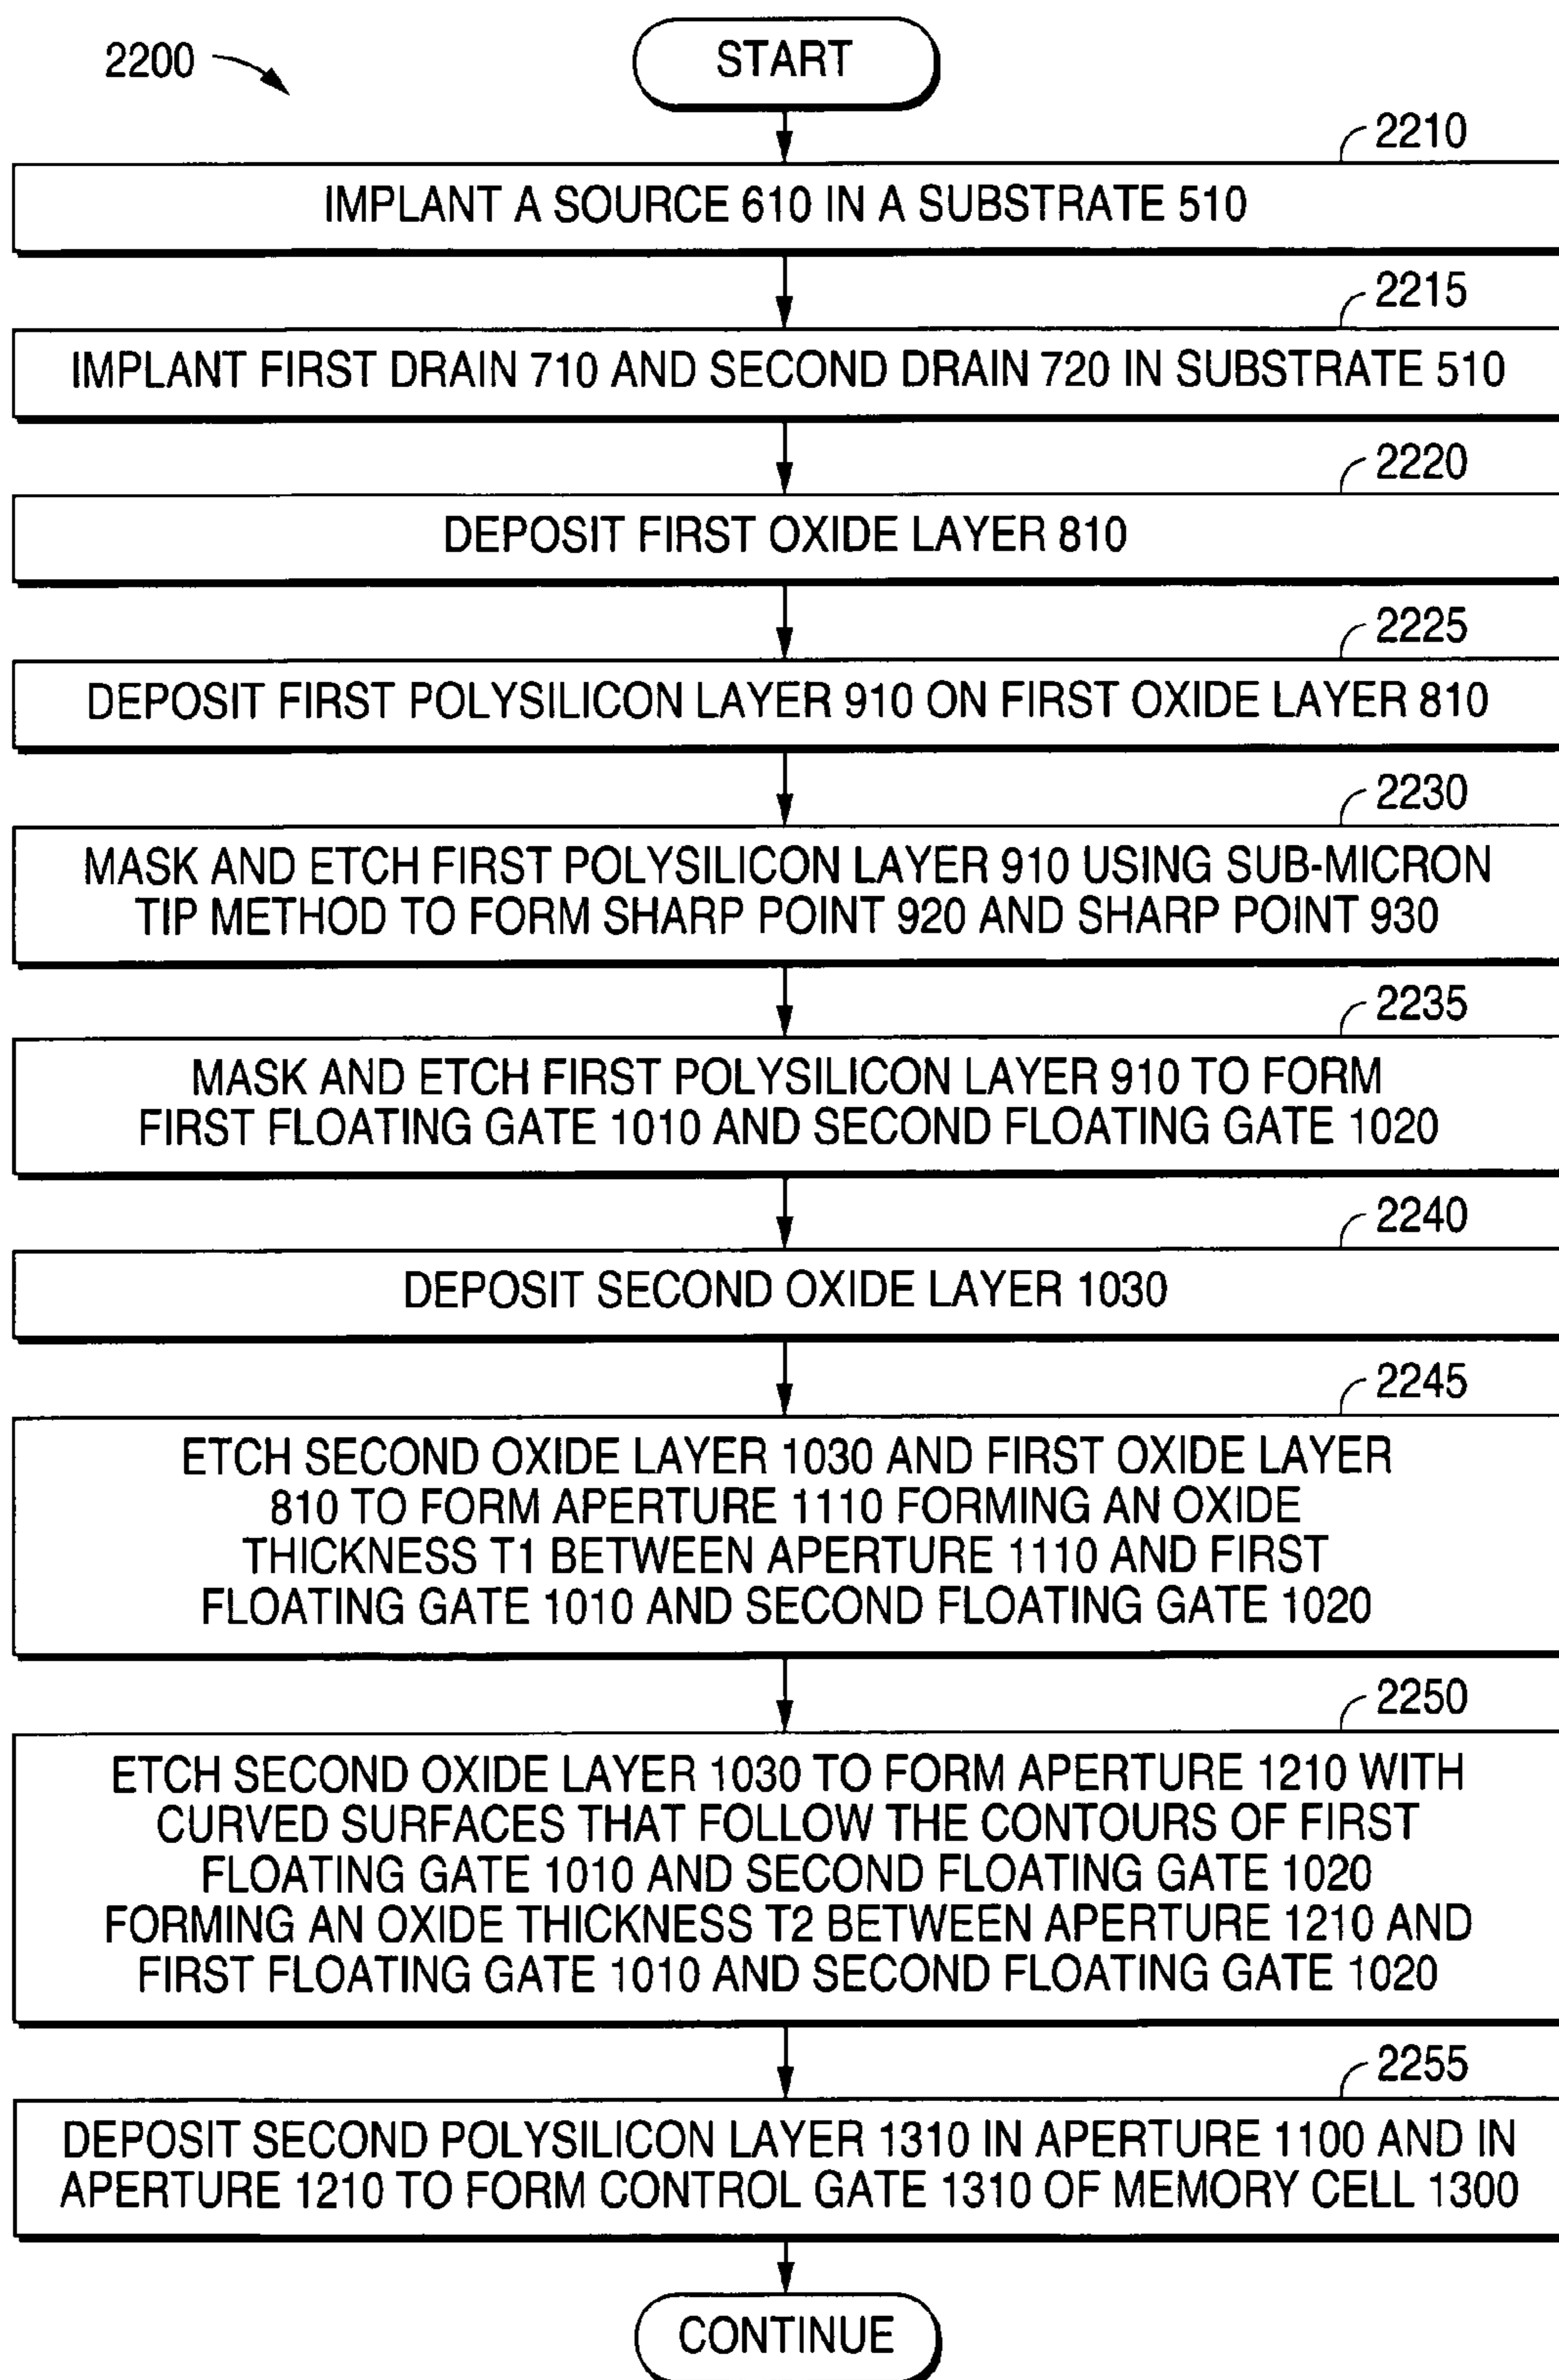 2200
START
2210
IMPLANT A SOURCE 610 IN A SUBSTRATE 510
2215
IMPLANT FIRST DRAIN 710 AND SECOND DRAIN 720 IN SUBSTRATE 510
2220
DEPOSIT FIRST OXIDE LAYER 810
2225
DEPOSIT FIRST POLYSILICON LAYER 910 ON FIRST OXIDE LAYER 810
2230
MASK AND ETCH FIRST POLYSILICON LAYER 910 USING SUB-MICRON
TIP METHOD TO FORM SHARP POINT 920 AND SHARP POINT 930
2235
MASK AND ETCH FIRST POLYSILICON LAYER 910 TO FORM
FIRST FLOATING GATE 1010 AND SECOND FLOATING GATE 1020
2240
DEPOSIT SECOND OXIDE LAYER 1030
2245
ETCH SECOND OXIDE LAYER 1030 AND FIRST OXIDE LAYER
810 TO FORM APERTURE 1110 FORMING AN OXIDE
THICKNESS T1 BETWEEN APERTURE 1110 AND FIRST
FLOATING GATE 1010 AND SECOND FLOATING GATE 1020
2250
ETCH SECOND OXIDE LAYER 1030 TO FORM APERTURE 1210 WITH
CURVED SURFACES THAT FOLLOW THE CONTOURS OF FIRST
FLOATING GATE 1010 AND SECOND FLOATING GATE 1020
FORMING AN OXIDE THICKNESS T2 BETWEEN APERTURE 1210 AND
FIRST FLOATING GATE 1010 AND SECOND FLOATING GATE 1020
2255
DEPOSIT SECOND POLYSILICON LAYER 1310 IN APERTURE 1100 AND IN
APERTURE 1210 TO FORM CONTROL GATE 1310 OF MEMORY CELL 1300
CONTINUE